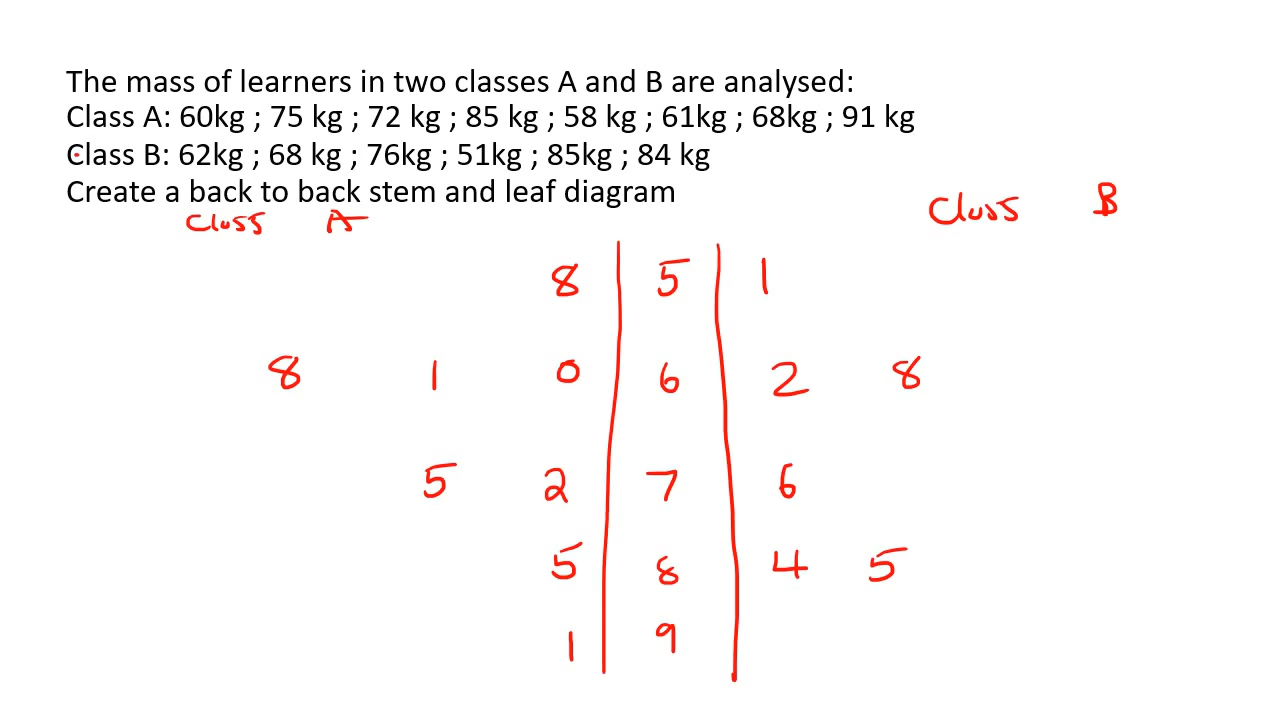 The mass of learners in two classes A and B are analysed:
Class A: 60kg ; 75 kg ; 72 kg ; 85 kg ; 58 kg ; 61kg ; 68kg ; 91 kg
Class B: 62kg ; 68 kg ; 76kg ; 51kg ; 85kg ; 84 kg
Create a back to back stem and leaf diagram
Class A Class B
8 5 1
8 1 0 6 2 8
5 2 7 6
5 8 4 5
1 9